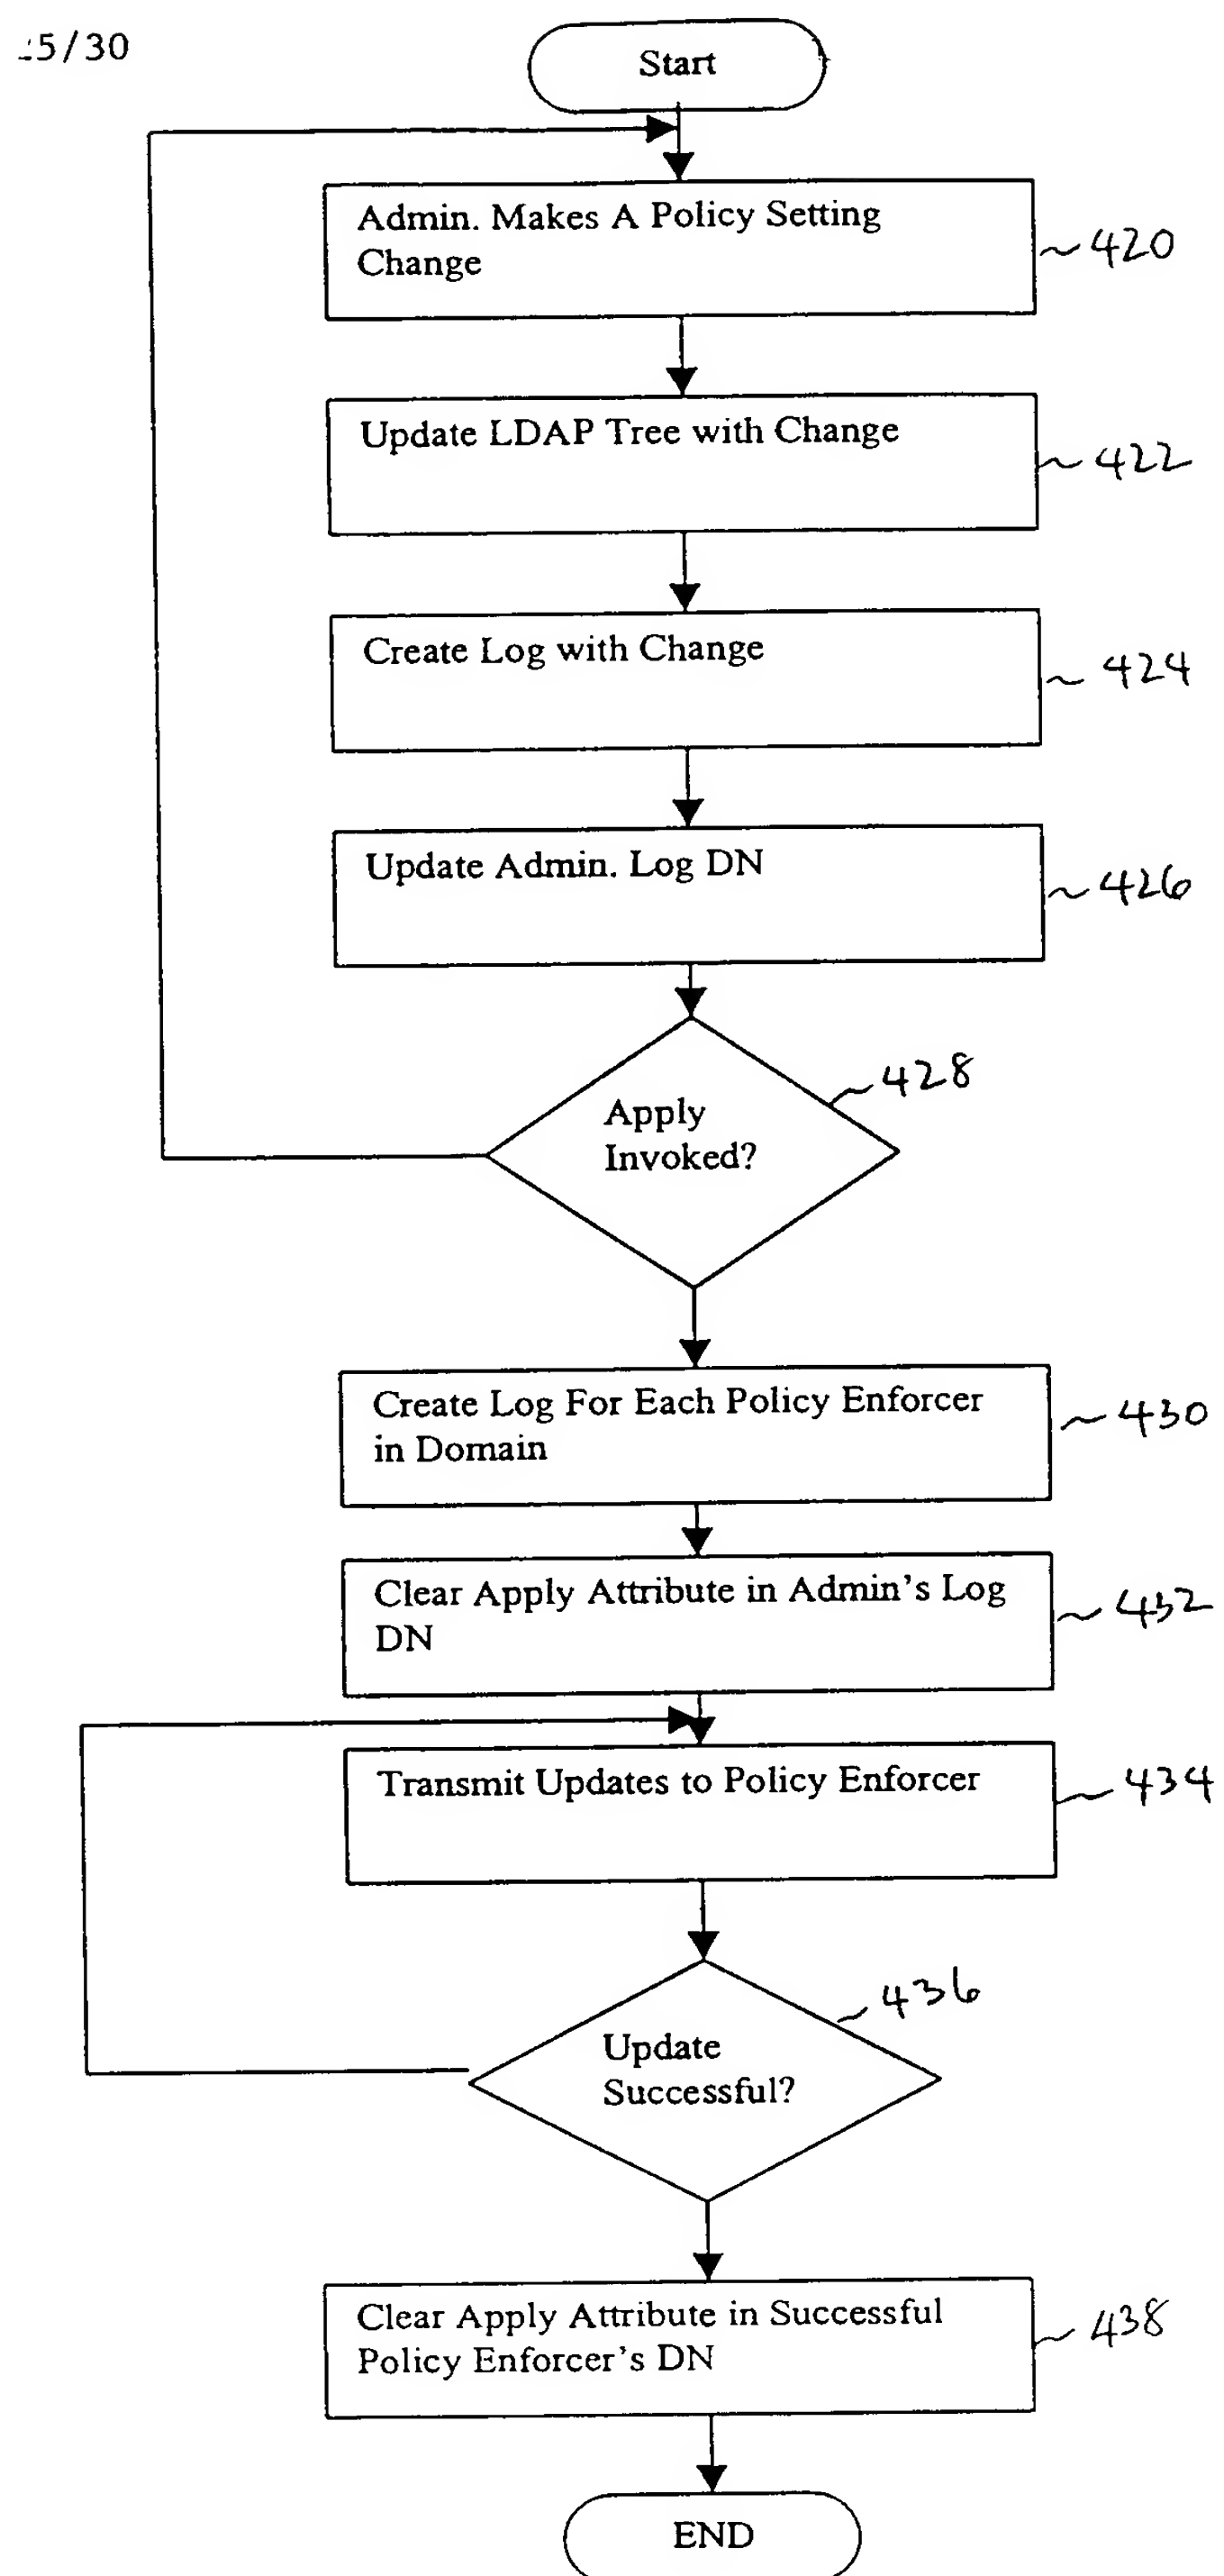 5/30
Start
Admin. Makes A Policy Setting
Change
~420
Update LDAP Tree with Change
~422
Create Log with Change
~424
Update Admin. Log DN
~426
~428
Apply
Invoked?
Create Log For Each Policy Enforcer
in Domain
~430
Clear Apply Attribute in Admin's Log
DN
~432
Transmit Updates to Policy Enforcer
~434
~436
Update
Successful?
Clear Apply Attribute in Successful
Policy Enforcer's DN
~438
END